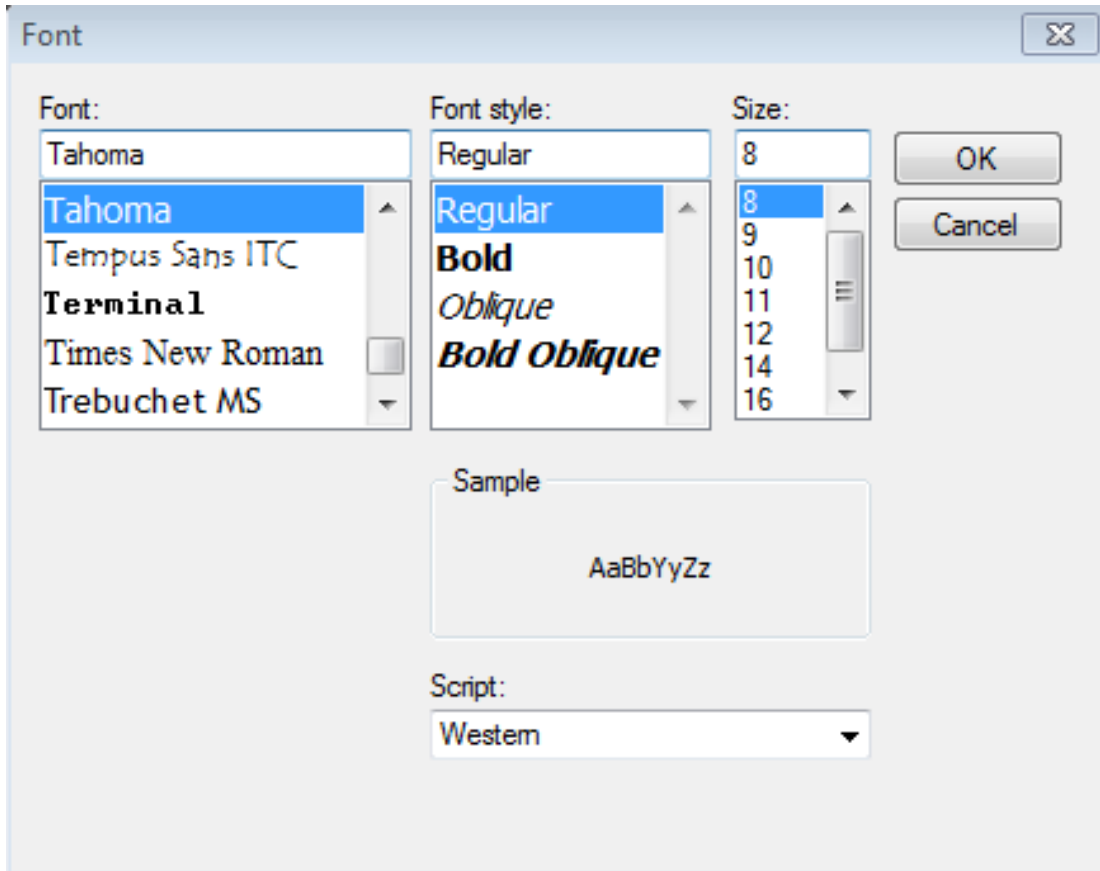 Font
Font:
Font style:
Size:
Tahoma
Regular
8
OK
Cancel
Tahoma
Tempus Sans ITC
Terminal
Times New Roman
Trebuchet MS
Regular
Bold
Oblique
Bold Oblique
8
9
10
11
12
14
16
Sample
AaBbYyZz
Script:
Western